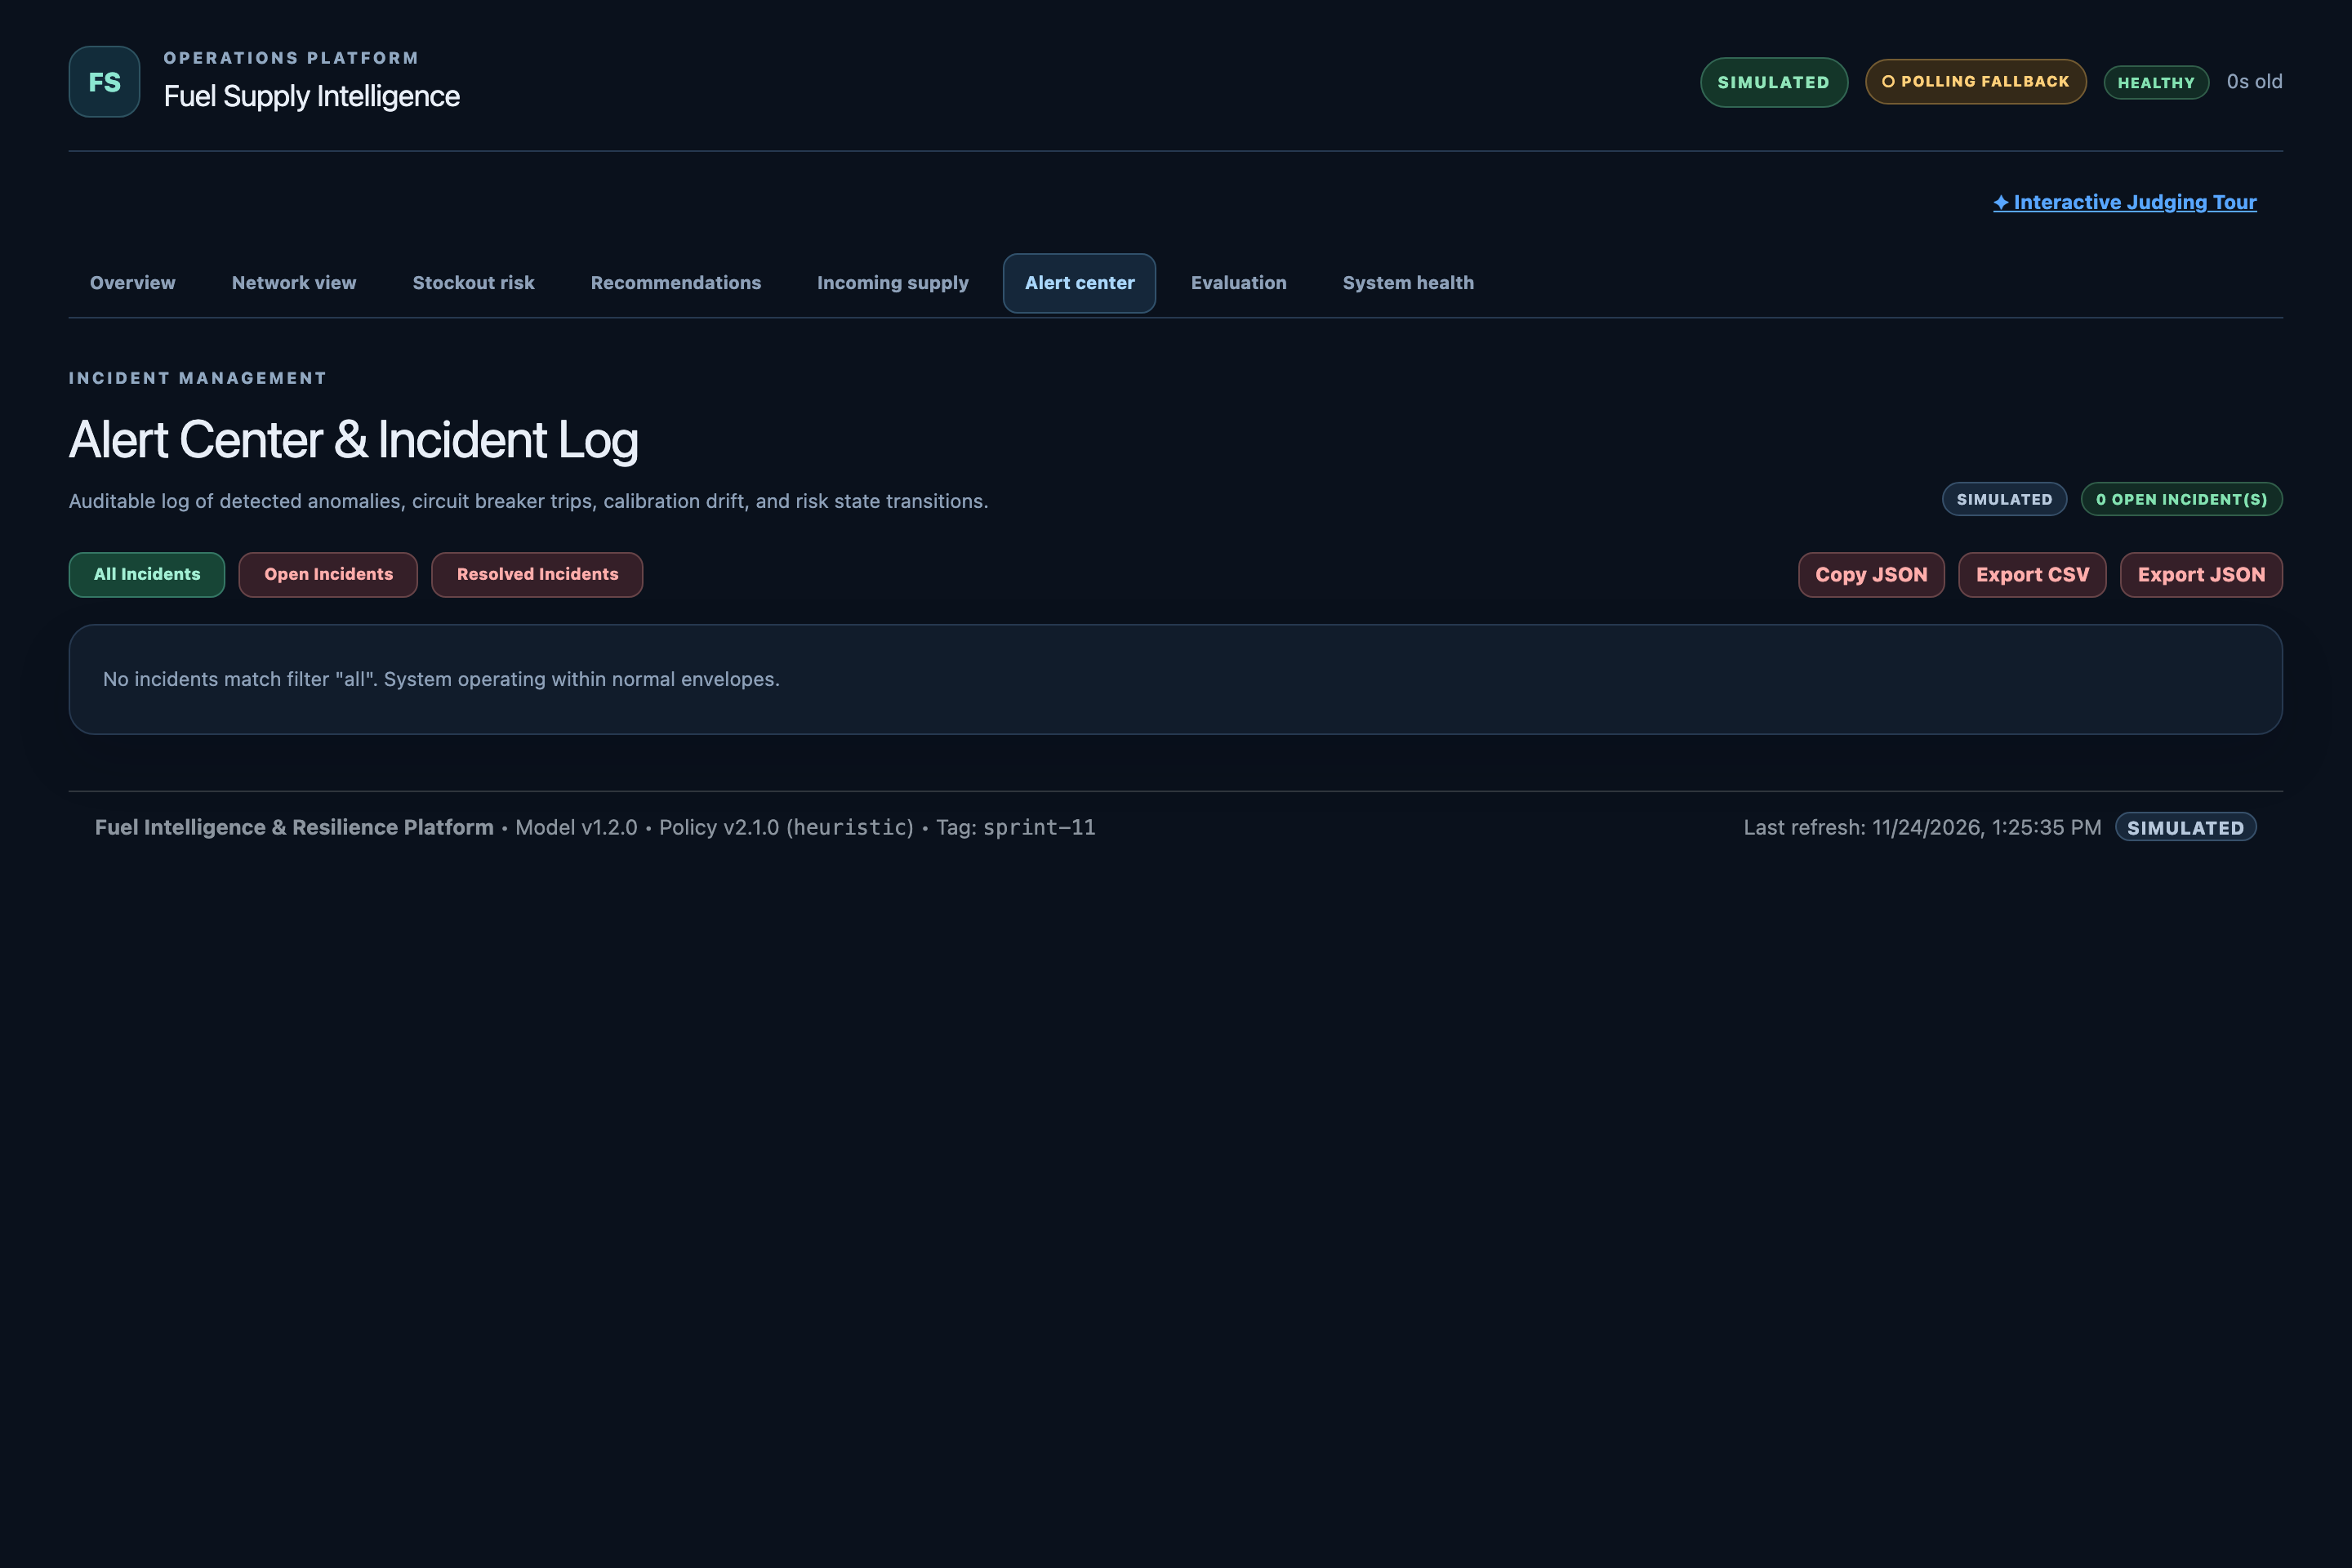 FS
OPERATIONS PLATFORM
Fuel Supply Intelligence
SIMULATED
○ POLLING FALLBACK
HEALTHY
0s old
✦ Interactive Judging Tour
Overview
Network view
Stockout risk
Recommendations
Incoming supply
Alert center
Evaluation
System health
INCIDENT MANAGEMENT
Alert Center & Incident Log
Auditable log of detected anomalies, circuit breaker trips, calibration drift, and risk state transitions.
SIMULATED
0 OPEN INCIDENT(S)
All Incidents
Open Incidents
Resolved Incidents
Copy JSON
Export CSV
Export JSON
No incidents match filter "all". System operating within normal envelopes.
Fuel Intelligence & Resilience Platform • Model v1.2.0 • Policy v2.1.0 (heuristic) • Tag: sprint-11
Last refresh: 11/24/2026, 1:25:35 PM
SIMULATED